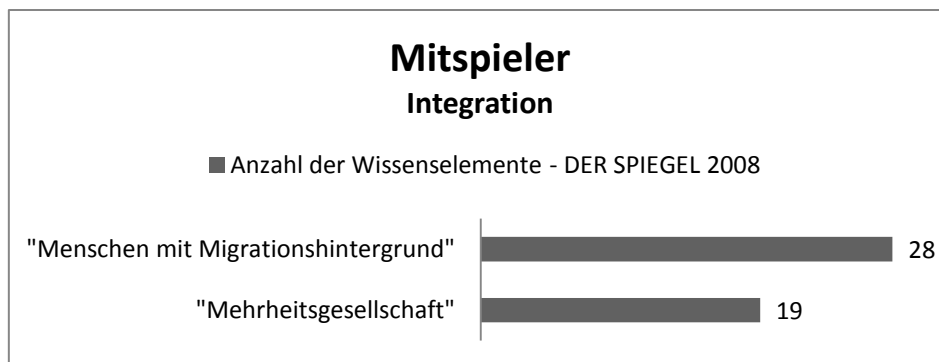 Mitspieler
Integration
Anzahl der Wissenselemente - DER SPIEGEL 2008
"Menschen mit Migrationshintergrund" 28
"Mehrheitsgesellschaft" 19